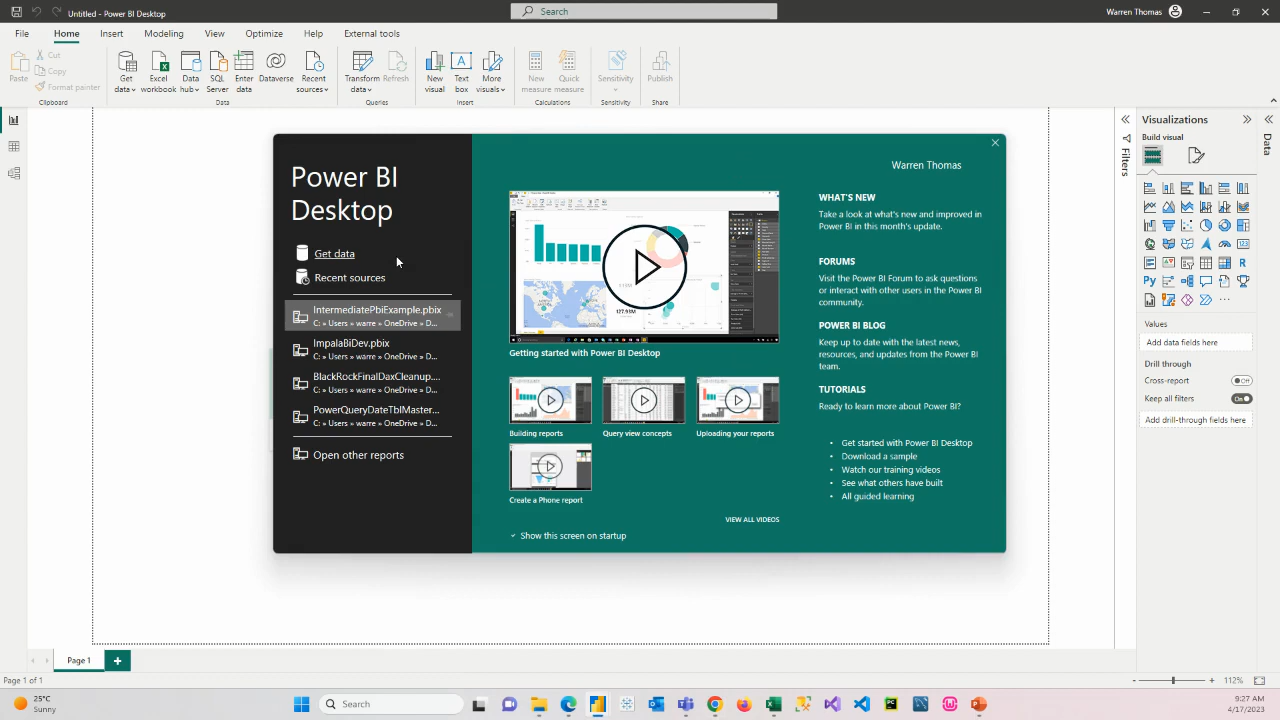 Untitled - Power BI Desktop
Search
Warren Thomas
File
Home
Insert
Modeling
View
Optimize
Help
External tools
Paste
Cut
Copy
Format painter
Get data
Excel workbook
Data hub
SQL Server
Enter data
Dataverse
Recent sources
Transform data
Refresh
New visual
Text box
More visuals
New measure
Quick measure
Sensitivity
Publish
Clipboard
Data
Queries
Insert
Calculations
Sensitivity
Share
Power BI
Desktop
Get data
Recent sources
IntermediatePbiExample.pbix
C: » Users » warre » OneDrive » D...
ImpelaBiDev.pbix
C: » Users » warre » OneDrive » D...
BlackRockFinalDaxCleanup....
C: » Users » warre » OneDrive » D...
PowerQueryDateTblMaster....
C: » Users » warre » OneDrive » D...
Open other reports
Getting started with Power BI Desktop
Building reports
Query view concepts
Uploading your reports
Create a Phone report
VIEW ALL VIDEOS
Show this screen on startup
Warren Thomas
WHAT'S NEW
Take a look at what's new and improved in
Power BI in this month's update.
FORUMS
Visit the Power BI Forum to ask questions
or interact with other users in the Power BI
community.
POWER BI BLOG
Keep up to date with the latest news,
resources, and updates from the Power BI
team.
TUTORIALS
Ready to learn more about Power BI?
• Get started with Power BI Desktop
• Download a sample
• Watch our training videos
• See what others have built
• All guided learning
Filters
Visualizations
Build visual
Values
Add data fields here
Drill through
Cross-report
Off
Keep all filters
On
Add drillthrough fields here
Data
Page 1
Page 1 of 1
112%
25°C
Sunny
Search
9:27 AM
4/17/2023